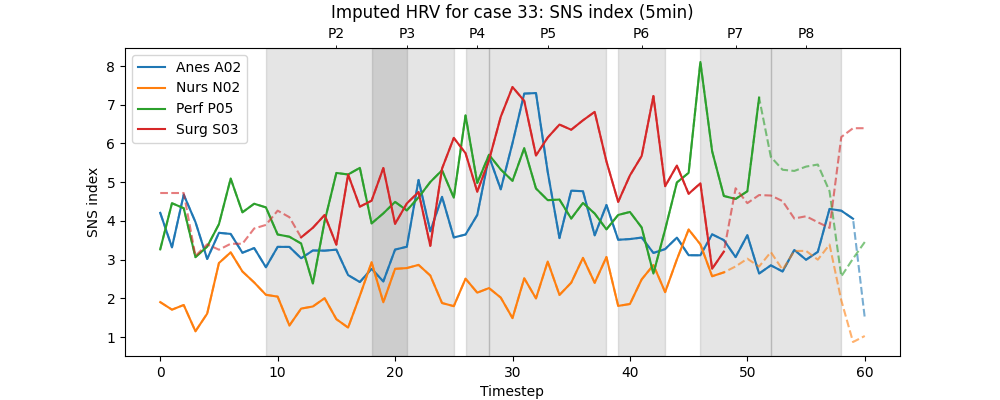 Imputed HRV for case 33: SNS index (5min)
P2 P3 P4 P5 P6 P7 P8
Anes A02
Nurs N02
Perf P05
Surg S03
8
7
6
5
4
3
2
1
SNS index
0 10 20 30 40 50 60
Timestep